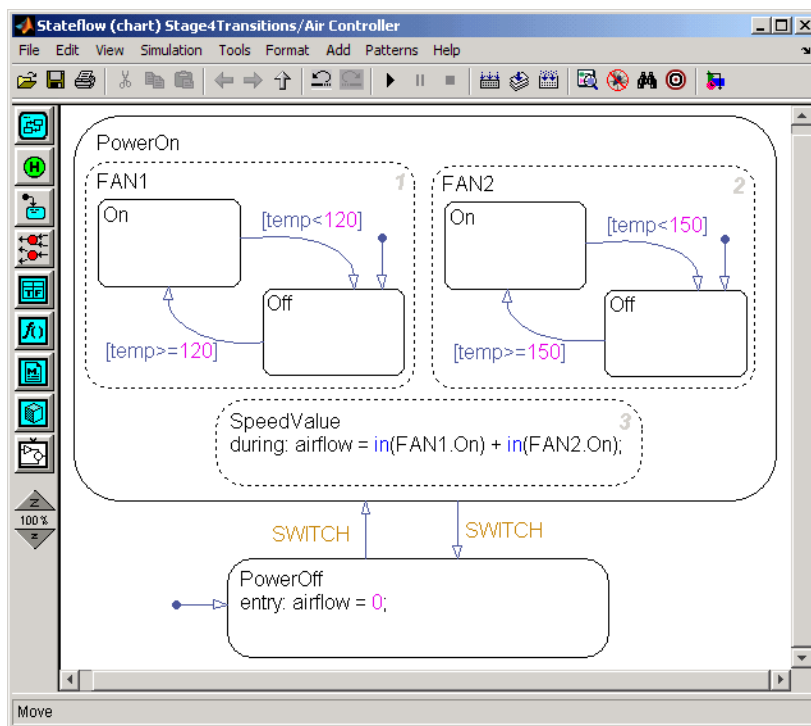 Stateflow (chart) Stage4Transitions/Air Controller
File Edit View Simulation Tools Format Add Patterns Help
PowerOn
FAN1
1
On
[temp<120]
Off
[temp>=120]
FAN2
2
On
[temp<150]
Off
[temp>=150]
SpeedValue
3
during: airflow = in(FAN1.On) + in(FAN2.On);
SWITCH
SWITCH
PowerOff
entry: airflow = 0;
H
TF
f()
M
Z
100 %
z
Move